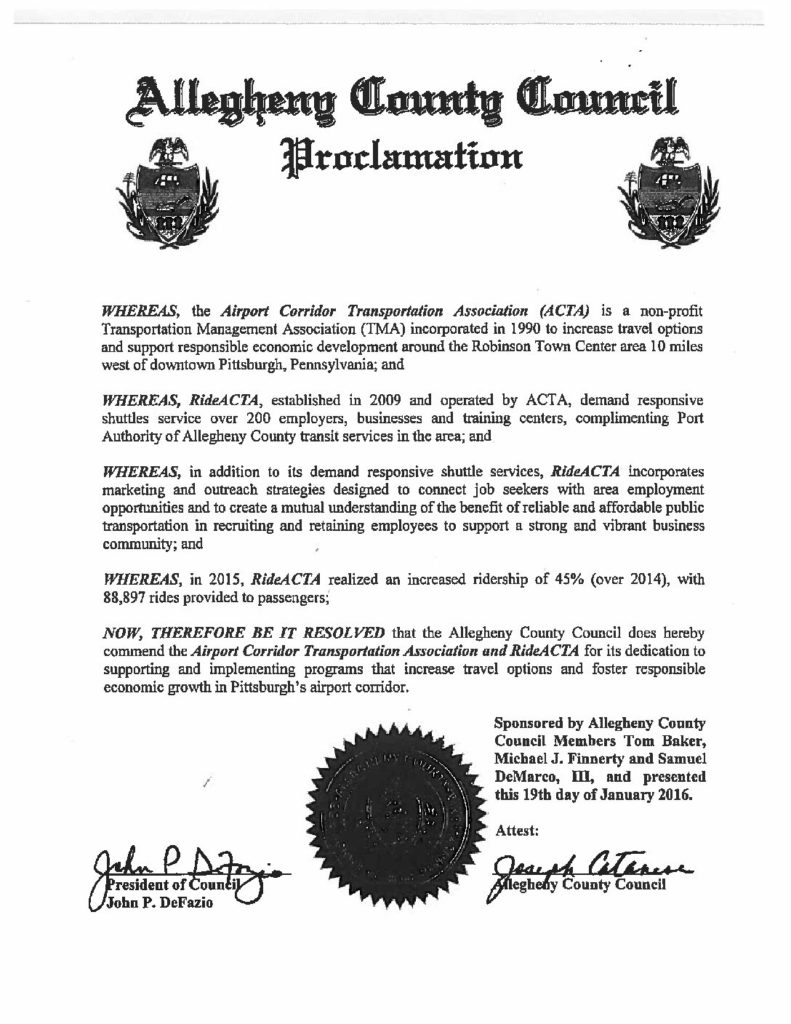 Allegheny County Council
Proclamation
WHEREAS, the Airport Corridor Transportation Association (ACTA) is a non-profit
Transportation Management Association (TMA) incorporated in 1990 to increase travel options
and support responsible economic development around the Robinson Town Center area 10 miles
west of downtown Pittsburgh, Pennsylvania; and
WHEREAS, RideACTA, established in 2009 and operated by ACTA, demand responsive
shuttles service over 200 employers, businesses and training centers, complimenting Port
Authority of Allegheny County transit services in the area; and
WHEREAS, in addition to its demand responsive shuttle services, RideACTA incorporates
marketing and outreach strategies designed to connect job seekers with area employment
opportunities and to create a mutual understanding of the benefit of reliable and affordable public
transportation in recruiting and retaining employees to support a strong and vibrant business
community; and
WHEREAS, in 2015, RideACTA realized an increased ridership of 45% (over 2014), with
88,897 rides provided to passengers;
NOW, THEREFORE BE IT RESOLVED that the Allegheny County Council does hereby
commend the Airport Corridor Transportation Association and RideACTA for its dedication to
supporting and implementing programs that increase travel options and foster responsible
economic growth in Pittsburgh's airport corridor.
Sponsored by Allegheny County
Council Members Tom Baker,
Michael J. Finnerty and Samuel
DeMarco, III, and presented
this 19th day of January 2016.
Attest:
John P DeFazio
President of Council
John P. DeFazio
Joseph Catanese
Allegheny County Council